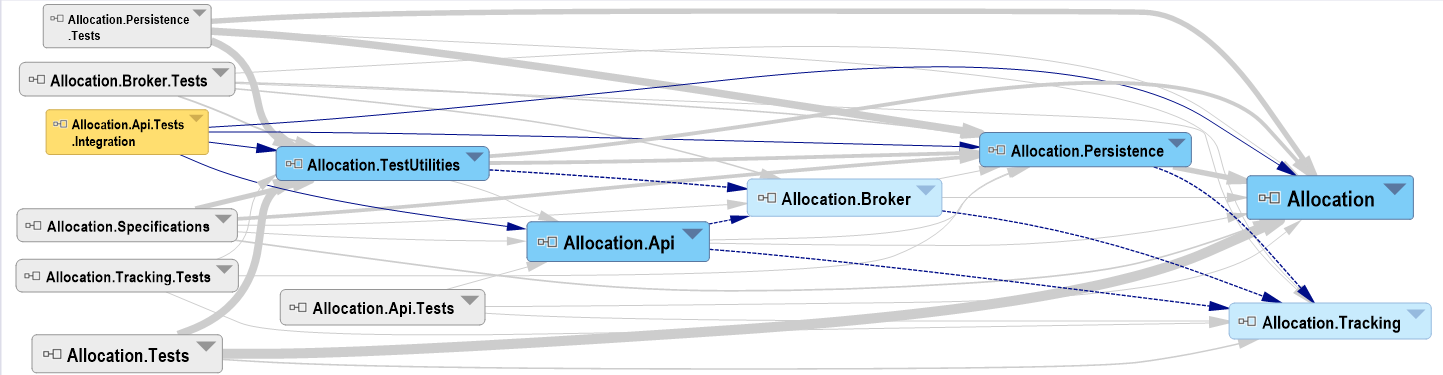 Allocation.Persistence
.Tests
Allocation.Broker.Tests
Allocation.Api.Tests
.Integration
Allocation.TestUtilities
Allocation.Persistence
Allocation.Broker
Allocation
Allocation.Specifications
Allocation.Api
Allocation.Tracking.Tests
Allocation.Api.Tests
Allocation.Tracking
Allocation.Tests